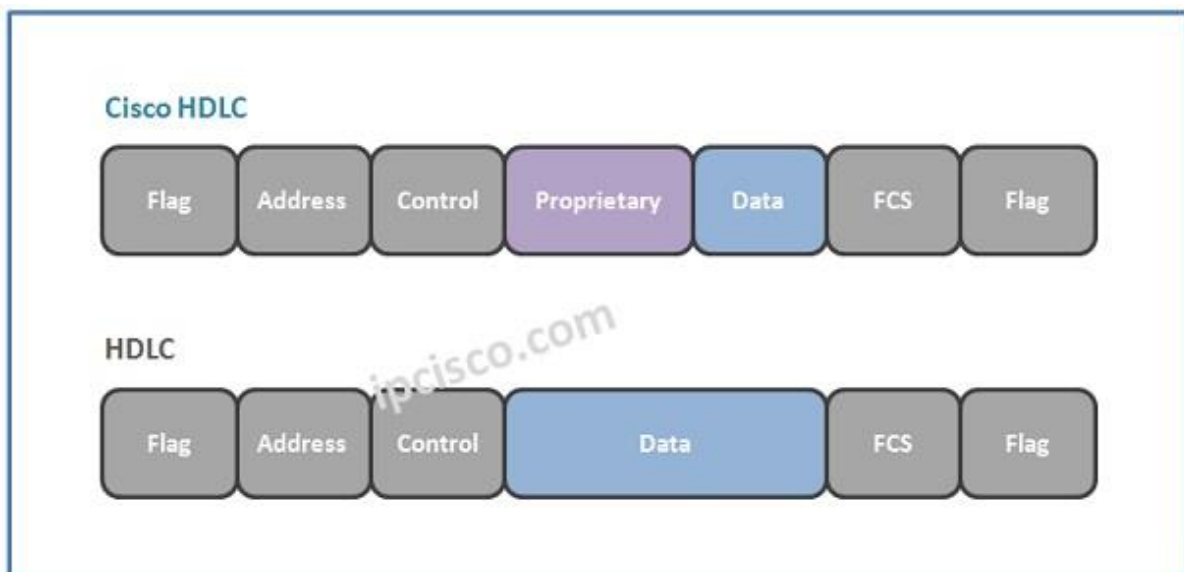 Cisco HDLC
Flag Address Control Proprietary Data FCS Flag
HDLC
ipcisco.com
Flag Address Control Data FCS Flag